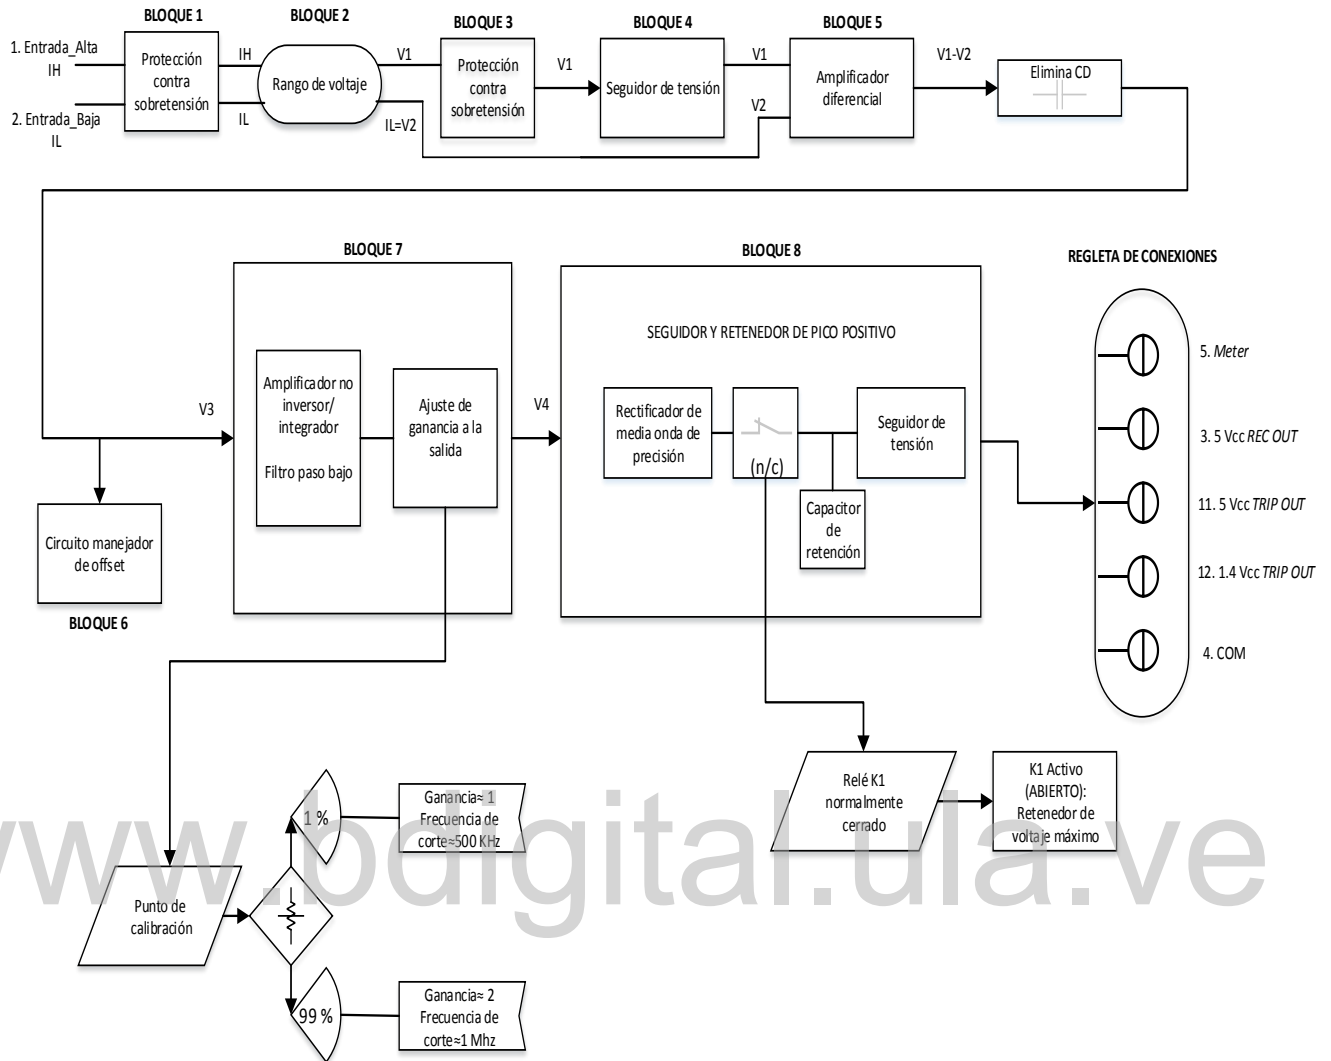 BLOQUE 1
BLOQUE 2
BLOQUE 3
BLOQUE 4
BLOQUE 5
1. Entrada_Alta
IH
2. Entrada_Baja
IL
Protección
contra
sobretensión
IH
IL
Rango de voltaje
V1
IL=V2
Protección
contra
sobretensión
V1
Seguidor de tensión
V1
V2
Amplificador
diferencial
V1-V2
Elimina CD
BLOQUE 7
BLOQUE 8
REGLETA DE CONEXIONES
V3
Circuito manejador
de offset
BLOQUE 6
Amplificador no
inversor/
integrador
Filtro paso bajo
Ajuste de
ganancia a la
salida
V4
SEGUIDOR Y RETENEDOR DE PICO POSITIVO
Rectificador de
media onda de
precisión
(n/c)
Capacitor
de
retención
Seguidor de
tensión
5. Meter
3. 5 Vcc REC OUT
11. 5 Vcc TRIP OUT
12. 1.4 Vcc TRIP OUT
4. COM
Relé K1
normalmente
cerrado
K1 Activo
(ABIERTO):
Retenedor de
voltaje máximo
Punto de
calibración
1 %
Ganancia≈ 1
Frecuencia de
corte≈500 KHz
99 %
Ganancia≈ 2
Frecuencia de
corte≈1 Mhz
www.bdigital.ula.ve